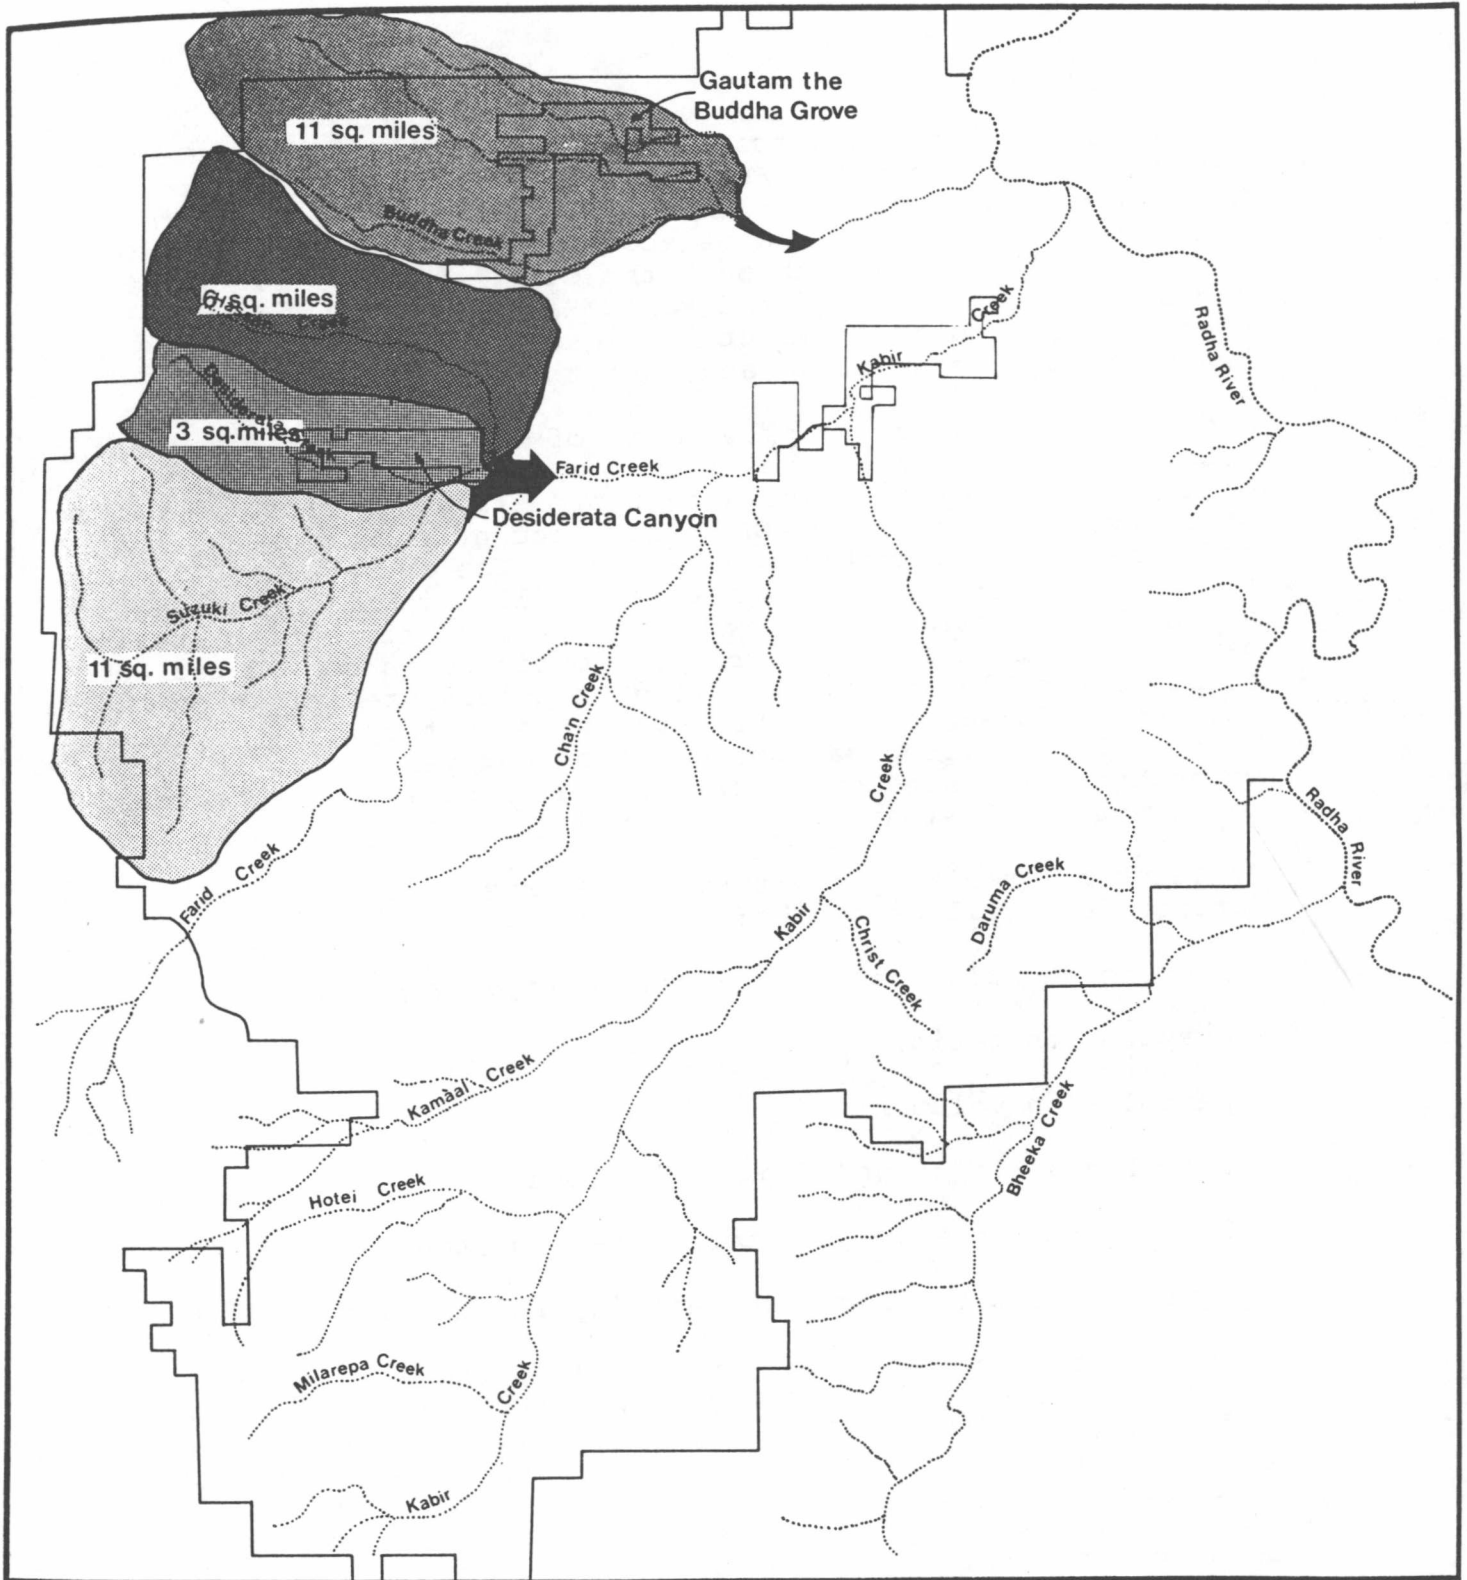 Gautam the
Buddha Grove
11 sq. miles
Buddha Creek
6 sq. miles
Creek
Creek
Kabir
Radha River
Desiderata
3 sq.miles
Farid Creek
Desiderata Canyon
Suzuki Creek
11 sq. miles
Cha'n Creek
Creek
Radha River
Farid Creek
Daruma Creek
Kabir
Christ Creek
Kamàal Creek
Bheeka Creek
Hotei Creek
Milarepa Creek
Creek
Kabir